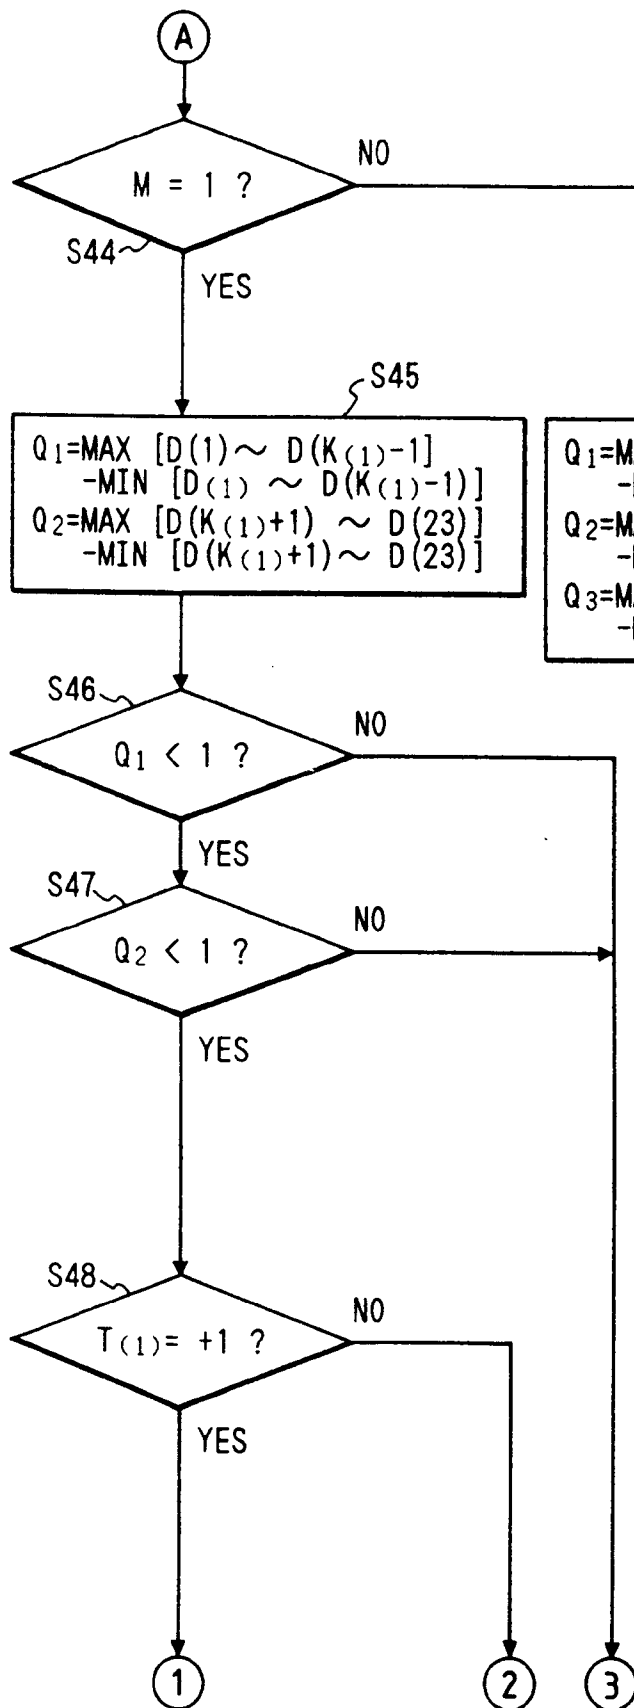 A
M = 1 ?
NO
S44
YES
S45
Q1=MAX [D(1)～ D(K(1)-1]
-MIN [D(1) ～ D(K(1)-1)]
Q2=MAX [D(K(1)+1) ～ D(23)]
-MIN [D(K(1)+1)～ D(23)]
Q1=M
Q2=M
Q3=M
S46
Q1 < 1 ?
NO
YES
S47
Q2 < 1 ?
NO
YES
S48
T(1)= +1 ?
NO
YES
1
2
3